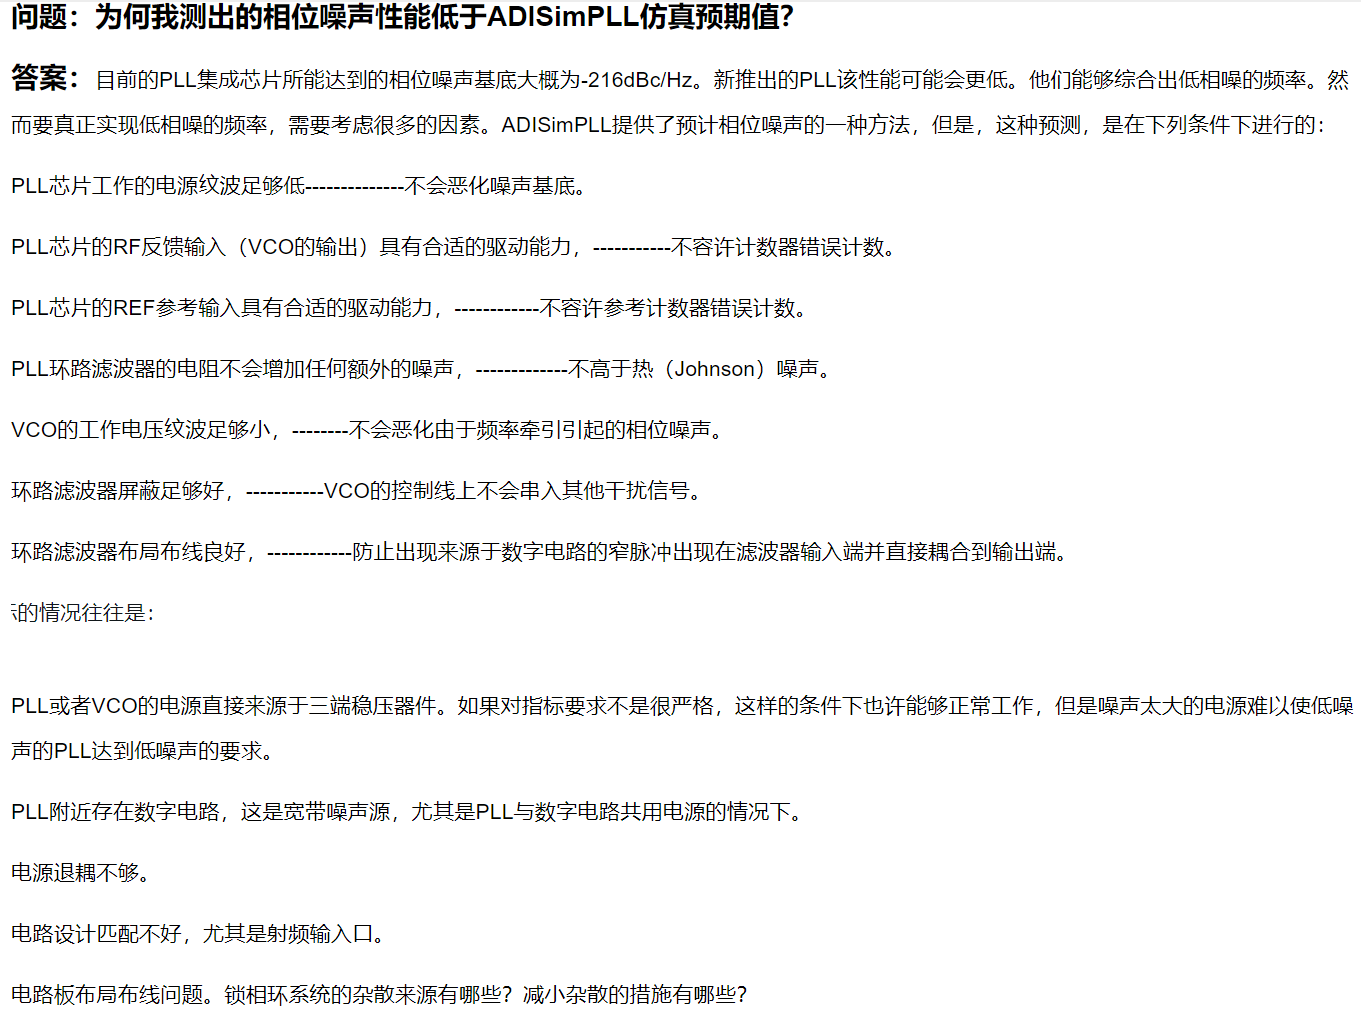 问题：为何我测出的相位噪声性能低于ADISimPLL仿真预期值？
答案：目前的PLL集成芯片所能达到的相位噪声基底大概为-216dBc/Hz。新推出的PLL该性能可能会更低。他们能够综合出低相噪的频率。然
而要真正实现低相噪的频率，需要考虑很多的因素。ADISimPLL提供了预计相位噪声的一种方法，但是，这种预测，是在下列条件下进行的：
PLL芯片工作的电源纹波足够低--------------不会恶化噪声基底。
PLL芯片的RF反馈输入（VCO的输出）具有合适的驱动能力，-----------不容许计数器错误计数。
PLL芯片的REF参考输入具有合适的驱动能力，------------不容许参考计数器错误计数。
PLL环路滤波器的电阻不会增加任何额外的噪声，-------------不高于热（Johnson）噪声。
VCO的工作电压纹波足够小，--------不会恶化由于频率牵引引起的相位噪声。
环路滤波器屏蔽足够好，-----------VCO的控制线上不会串入其他干扰信号。
环路滤波器布局布线良好，------------防止出现来源于数字电路的窄脉冲出现在滤波器输入端并直接耦合到输出端。
的情况往往是：
PLL或者VCO的电源直接来源于三端稳压器件。如果对指标要求不是很严格，这样的条件下也许能够正常工作，但是噪声太大的电源难以使低噪
声的PLL达到低噪声的要求。
PLL附近存在数字电路，这是宽带噪声源，尤其是PLL与数字电路共用电源的情况下。
电源退耦不够。
电路设计匹配不好，尤其是射频输入口。
电路板布局布线问题。锁相环系统的杂散来源有哪些？减小杂散的措施有哪些？